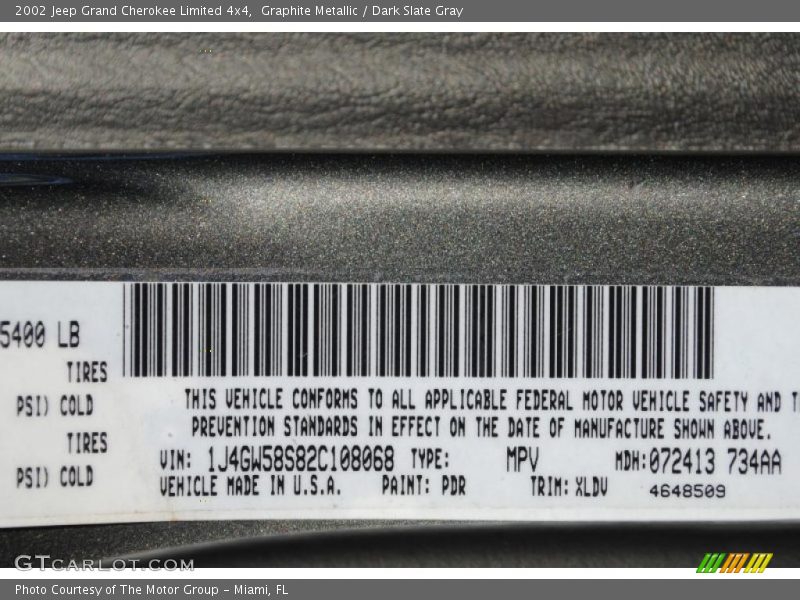 2002 Jeep Grand Cherokee Limited 4x4, Graphite Metallic / Dark Slate Gray
5400 LB
TIRES
PSI) COLD
TIRES
PSI) COLD
THIS VEHICLE CONFORMS TO ALL APPLICABLE FEDERAL MOTOR VEHICLE SAFETY AND
PREVENTION STANDARDS IN EFFECT ON THE DATE OF MANUFACTURE SHOWN ABOVE.
VIN: 1J4GW58S82C108068 TYPE: MPV MDH:072413 734AA
VEHICLE MADE IN U.S.A. PAINT: PDR TRIM: XLDV 4648509
GTCARLOT.COM
Photo Courtesy of The Motor Group - Miami, FL